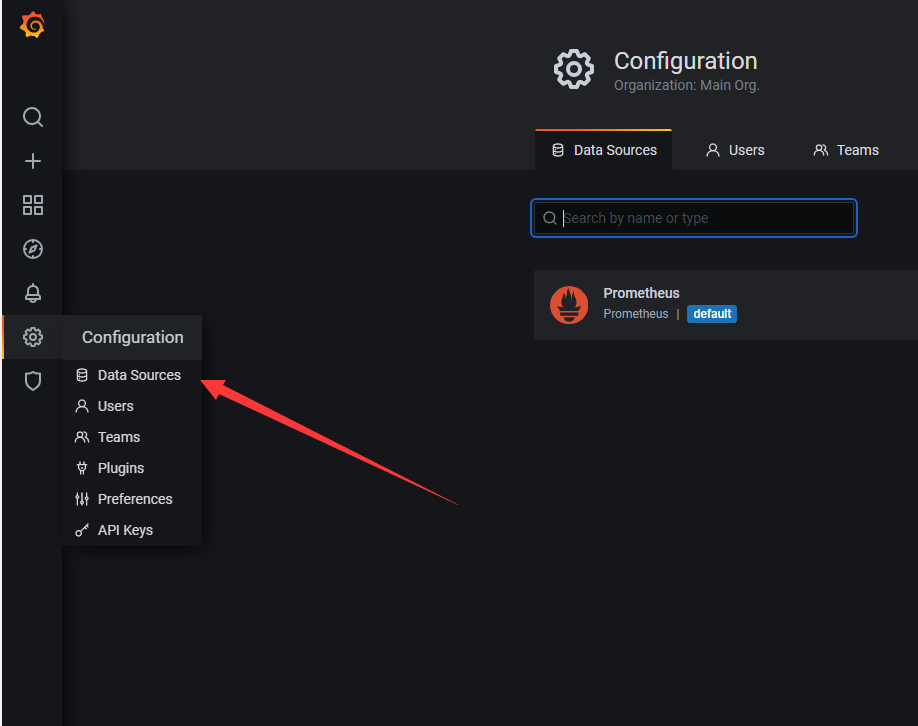 Configuration
Organization: Main Org.
Data Sources Users Teams
Search by name or type
Prometheus
Prometheus | default
Configuration
Data Sources
Users
Teams
Plugins
Preferences
API Keys